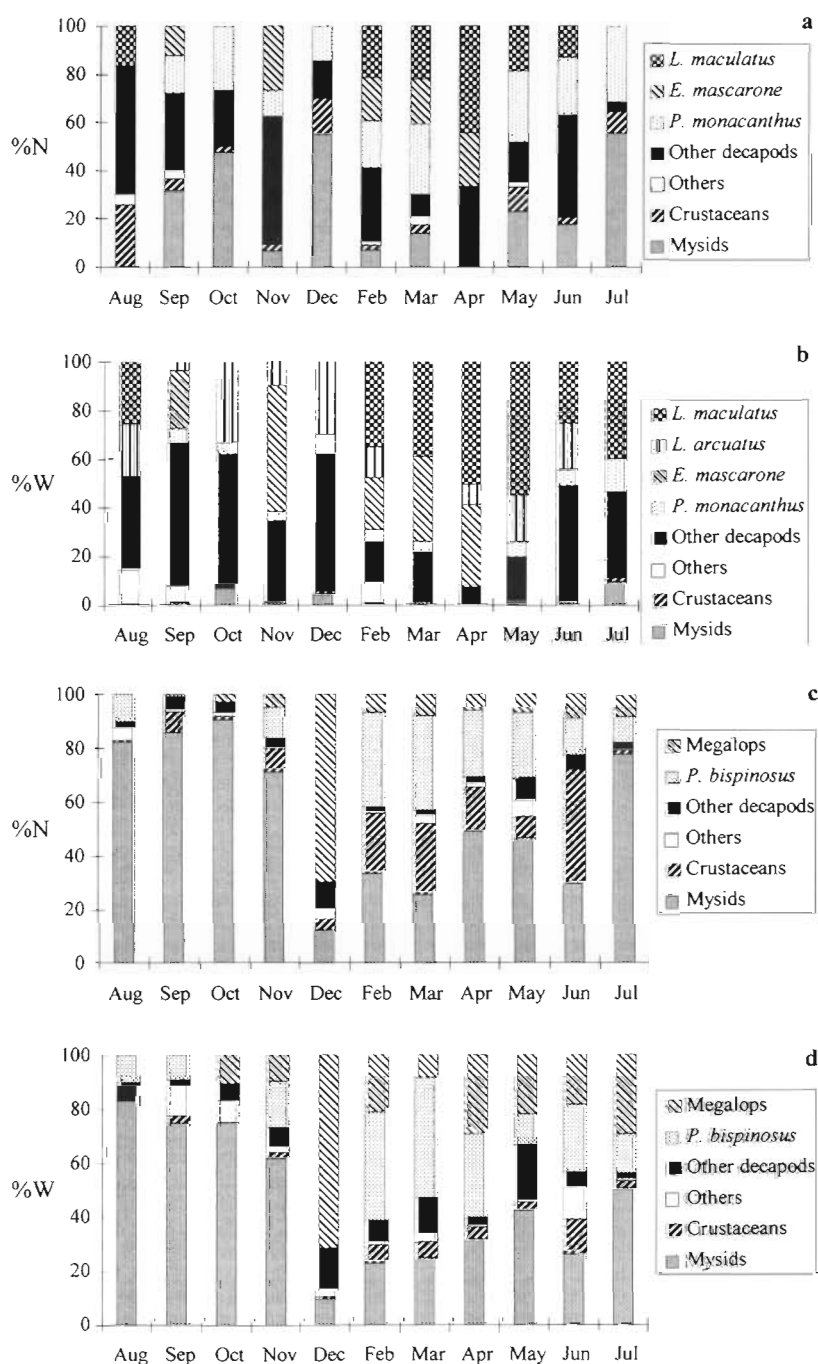 a
100
80
60
%N
40
20
0
Aug Sep Oct Nov Dec Feb Mar Apr May Jun Jul
L. maculatus
E. mascarone
P. monacanthus
Other decapods
Others
Crustaceans
Mysids
b
100
80
60
%W
40
20
0
Aug Sep Oct Nov Dec Feb Mar Apr May Jun Jul
L. maculatus
L. arcuatus
E. mascarone
P. monacanthus
Other decapods
Others
Crustaceans
Mysids
c
100
80
60
%N
40
20
0
Aug Sep Oct Nov Dec Feb Mar Apr May Jun Jul
Megalops
P. bispinosus
Other decapods
Others
Crustaceans
Mysids
d
100
80
60
%W
40
20
0
Aug Sep Oct Nov Dec Feb Mar Apr May Jun Jul
Megalops
P. bispinosus
Other decapods
Others
Crustaceans
Mysids